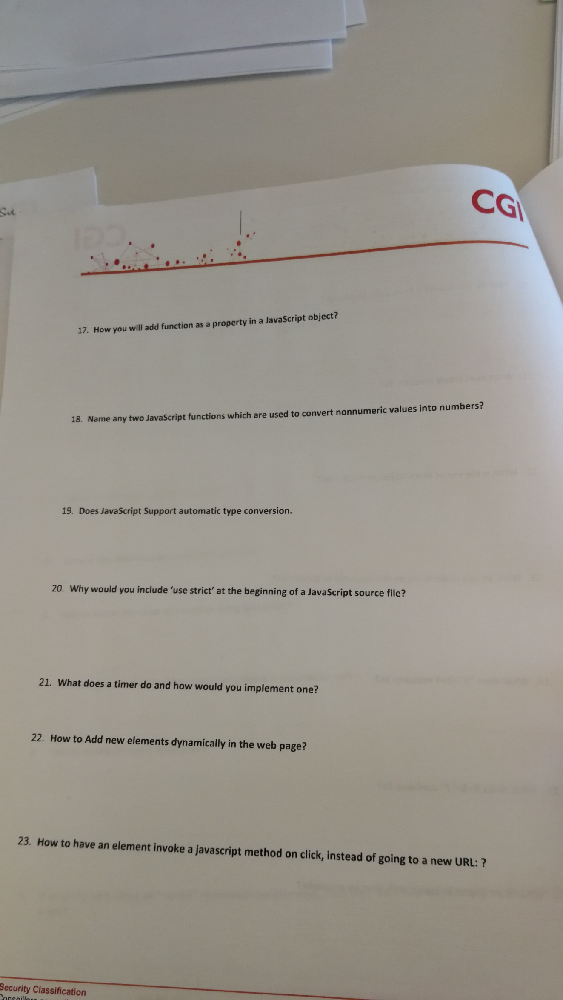 Su
CGI
17. How you will add function as a property in a JavaScript object?
18. Name any two JavaScript functions which are used to convert nonnumeric values into numbers?
19. Does JavaScript Support automatic type conversion.
20. Why would you include ‘use strict’ at the beginning of a JavaScript source file?
21. What does a timer do and how would you implement one?
22. How to Add new elements dynamically in the web page?
23. How to have an element invoke a javascript method on click, instead of going to a new URL: ?
Security Classification